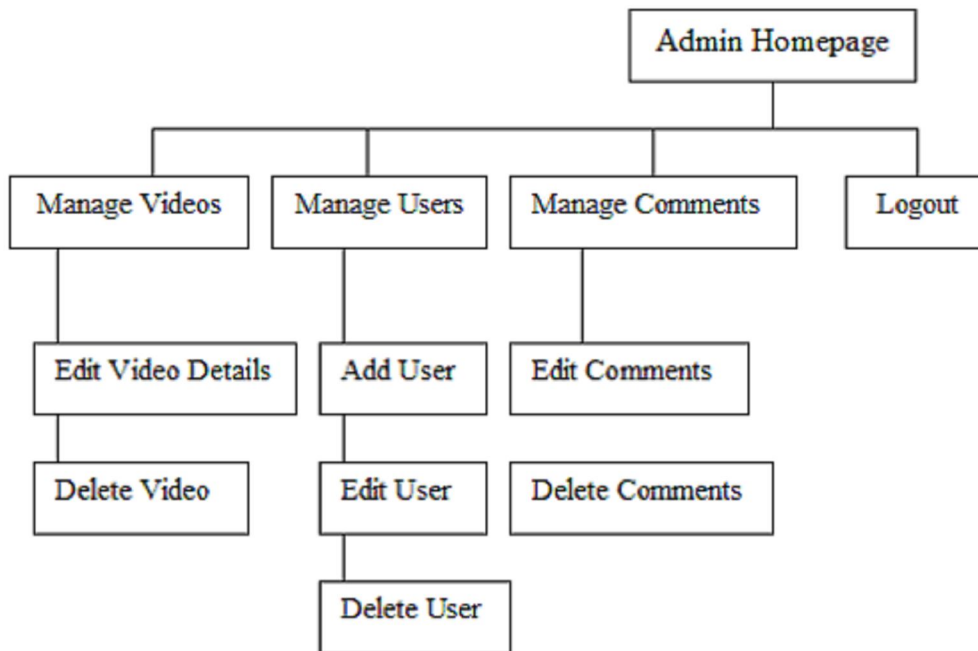 Admin Homepage
Manage Videos
Manage Users
Manage Comments
Logout
Edit Video Details
Add User
Edit Comments
Delete Video
Edit User
Delete Comments
Delete User